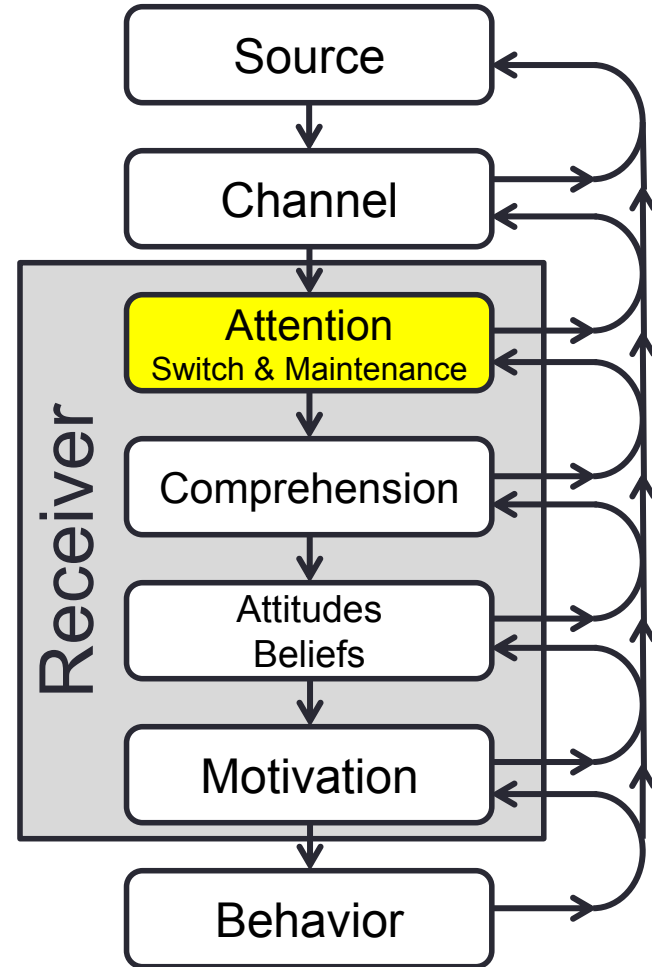 Source
Channel
Receiver
Attention
Switch & Maintenance
Comprehension
Attitudes
Beliefs
Motivation
Behavior